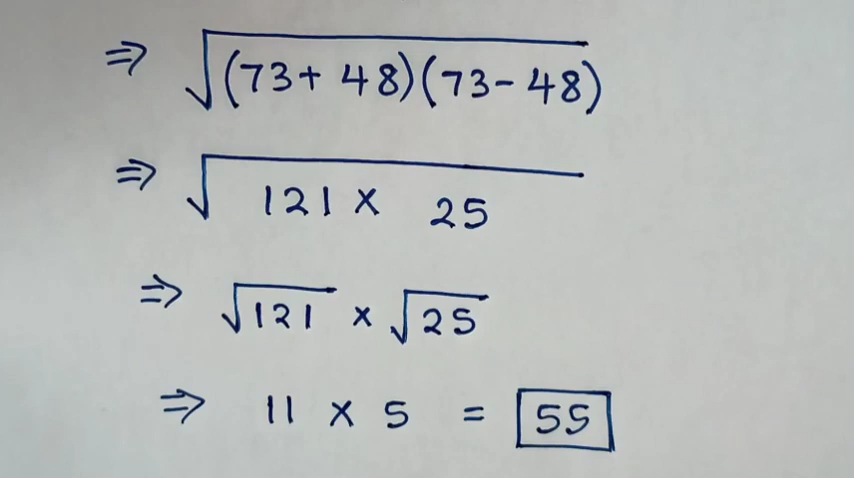 ⇒ √(73+48)(73-48)
⇒ √121 × 25
⇒ √121 × √25
⇒ 11 × 5 = 55